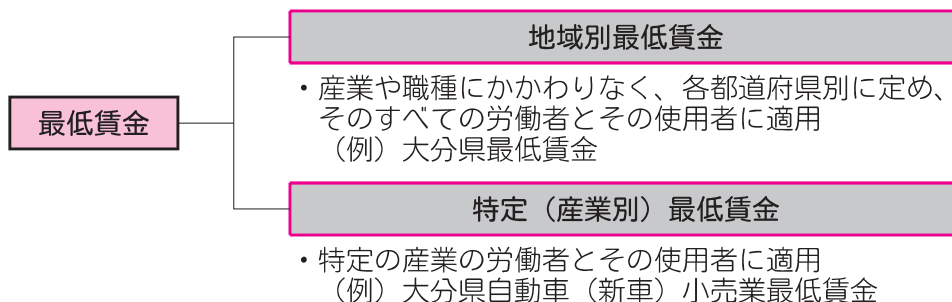 最低賃金
地域別最低賃金
・産業や職種にかかわりなく、各都道府県別に定め、
そのすべての労働者とその使用者に適用
（例）大分県最低賃金
特定（産業別）最低賃金
・特定の産業の労働者とその使用者に適用
（例）大分県自動車（新車）小売業最低賃金